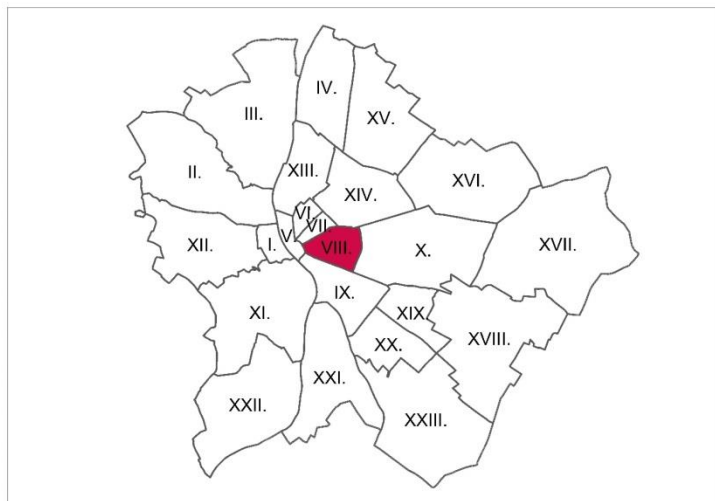 IV.
III.
XV.
XIII.
II.
XIV.
XVI.
VI.
VII.
V.
I.
XII.
VIII.
X.
XVII.
IX.
XI.
XIX.
XVIII.
XX.
XXI.
XXII.
XXIII.